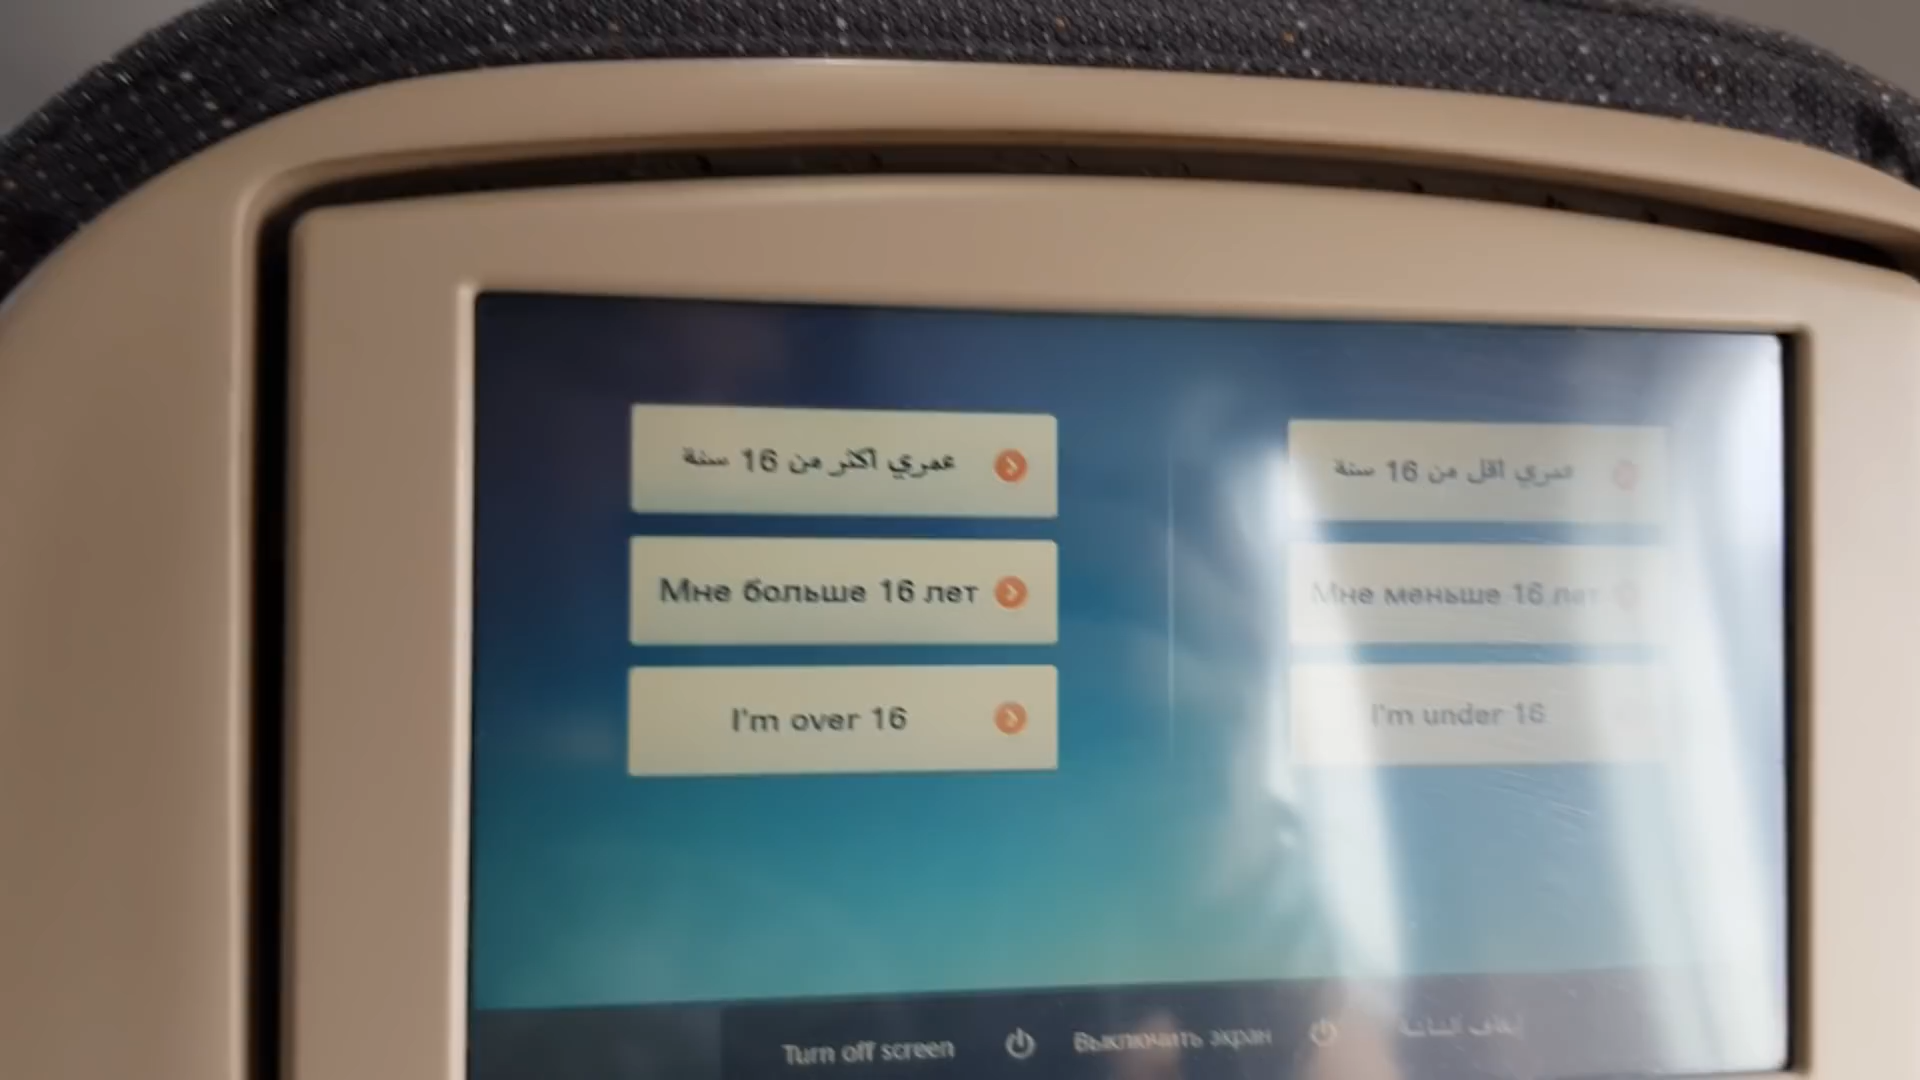 عمري اكثر من 16 سنة
Мне больше 16 лет
I'm over 16
عمري اقل من 16 سنة
Мне меньше 16 лет
I'm under 16
Turn off screen
Выключить экран
إيقاف الشاشة